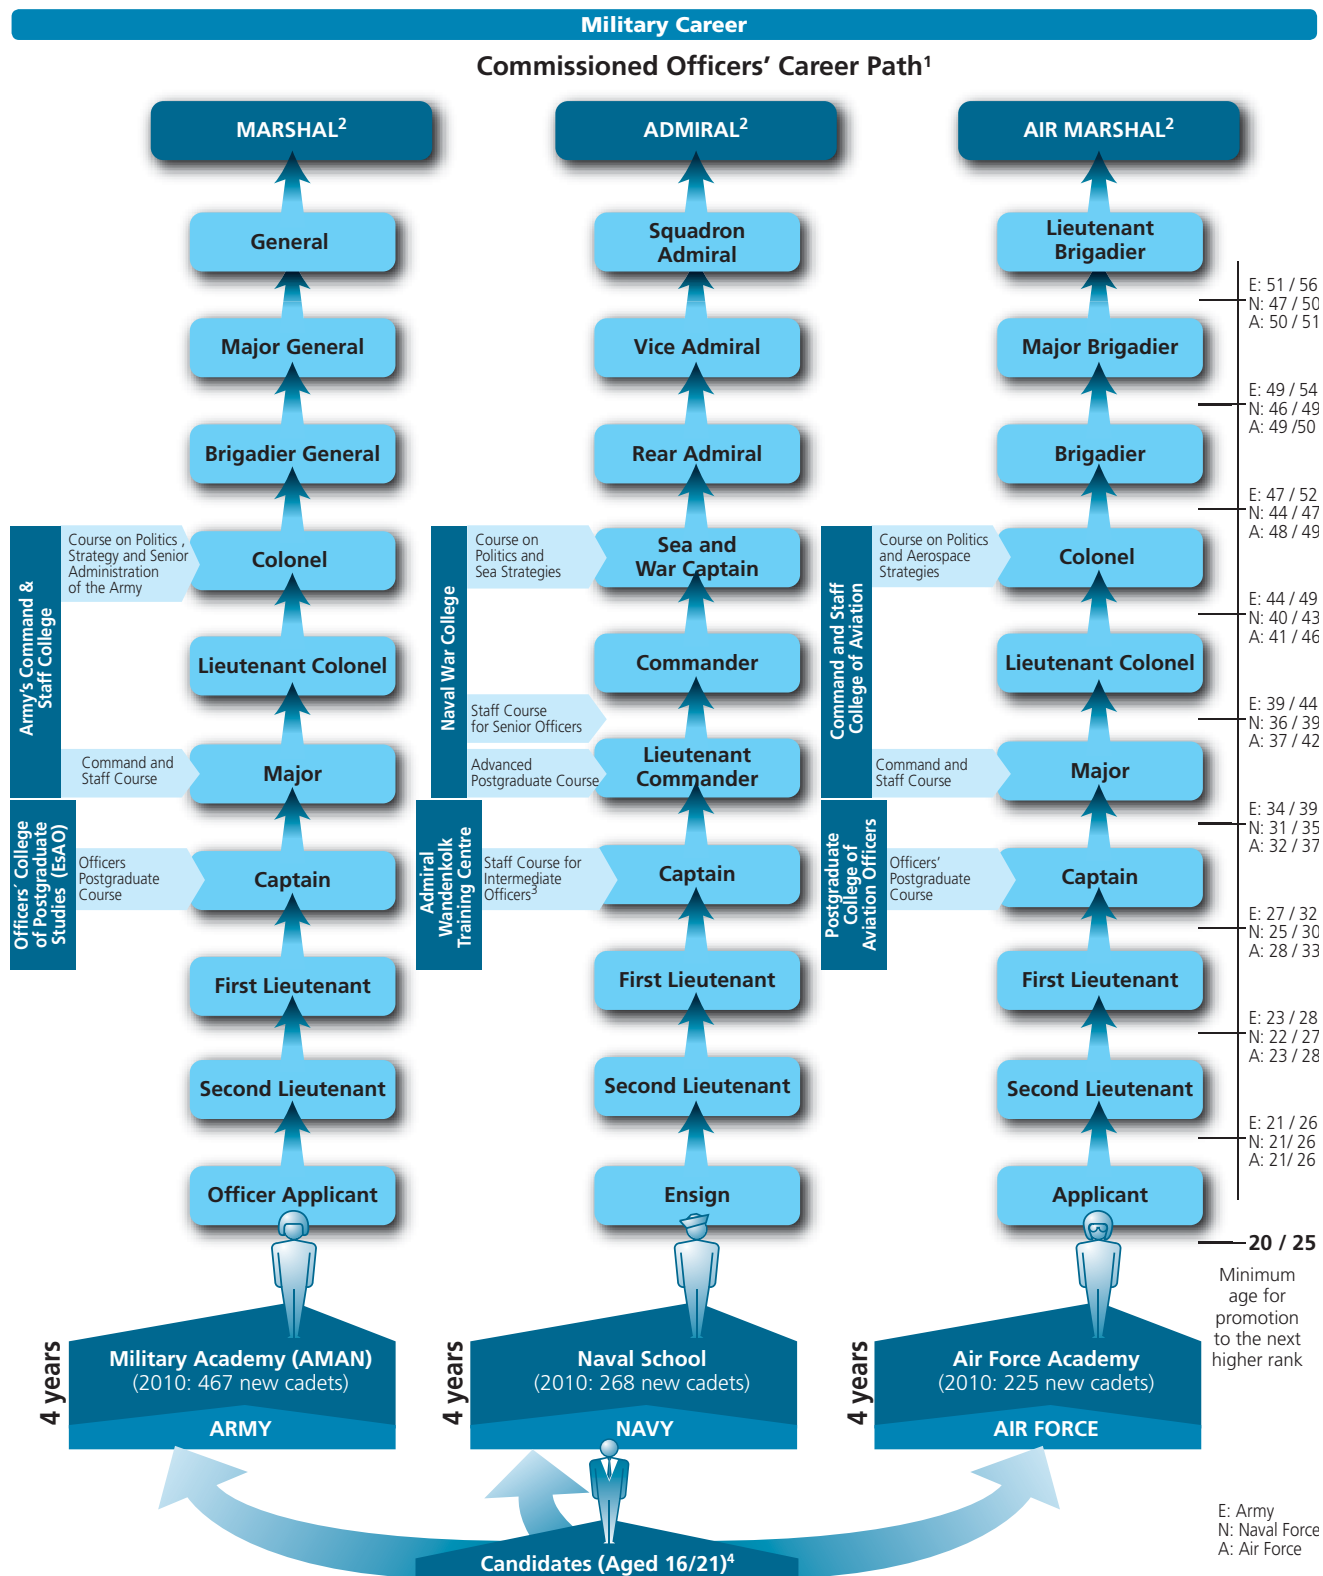 Military Career
Commissioned Officers' Career Path¹
MARSHAL²
General
Major General
Brigadier General
Colonel
Lieutenant Colonel
Major
Captain
First Lieutenant
Second Lieutenant
Officer Applicant
Army's Command &
Staff College
Course on Politics ,
Strategy and Senior
Administration
of the Army
Command and
Staff Course
Officers´ College
of Postgraduate
Studies (EsAO)
Officers
Postgraduate
Course
4 years
Military Academy (AMAN)
(2010: 467 new cadets)
ARMY
ADMIRAL²
Squadron
Admiral
Vice Admiral
Rear Admiral
Sea and
War Captain
Commander
Lieutenant
Commander
Captain
First Lieutenant
Second Lieutenant
Ensign
Naval War College
Course on
Politics and
Sea Strategies
Staff Course
for Senior Officers
Advanced
Postgraduate Course
Admiral
Wandenkolk
Training Centre
Staff Course for
Intermediate
Officers³
4 years
Naval School
(2010: 268 new cadets)
NAVY
AIR MARSHAL²
Lieutenant
Brigadier
Major Brigadier
Brigadier
Colonel
Lieutenant Colonel
Major
Captain
First Lieutenant
Second Lieutenant
Applicant
Command and Staff
College of Aviation
Course on Politics
and Aerospace
Strategies
Command and
Staff Course
Postgraduate
College of
Aviation Officers
Officers'
Postgraduate
Course
4 years
Air Force Academy
(2010: 225 new cadets)
AIR FORCE
E: 51 / 56
N: 47 / 50
A: 50 / 51
E: 49 / 54
N: 46 / 49
A: 49 /50
E: 47 / 52
N: 44 / 47
A: 48 / 49
E: 44 / 49
N: 40 / 43
A: 41 / 46
E: 39 / 44
N: 36 / 39
A: 37 / 42
E: 34 / 39
N: 31 / 35
A: 32 / 37
E: 27 / 32
N: 25 / 30
A: 28 / 33
E: 23 / 28
N: 22 / 27
A: 23 / 28
E: 21 / 26
N: 21/ 26
A: 21/ 26
20 / 25
Minimum
age for
promotion
to the next
higher rank
Candidates (Aged 16/21)⁴
E: Army
N: Naval Force
A: Air Force